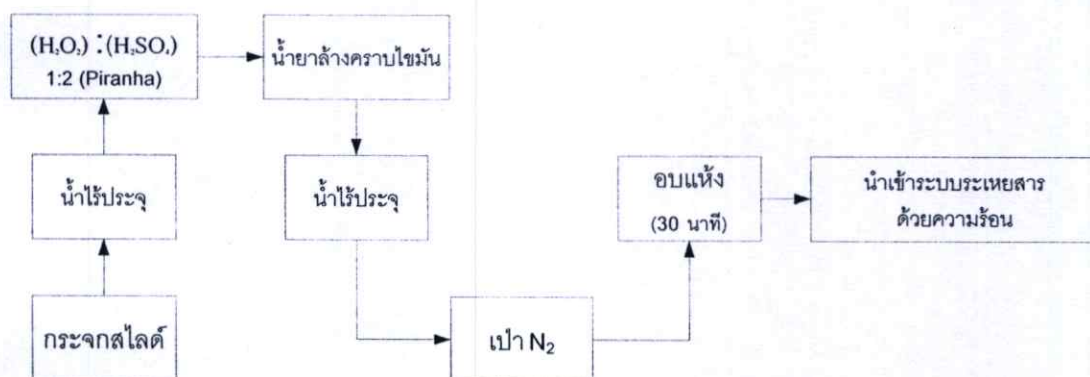 (H₂O₂) : (H₂SO₄)
1:2 (Piranha)
น้ำยาล้างคราบไขมัน
น้ำไร้ประจุ
น้ำไร้ประจุ
อบแห้ง
(30 นาที)
นำเข้าระบบระเหยสาร
ด้วยความร้อน
กระจกสไลด์
เป่า N₂